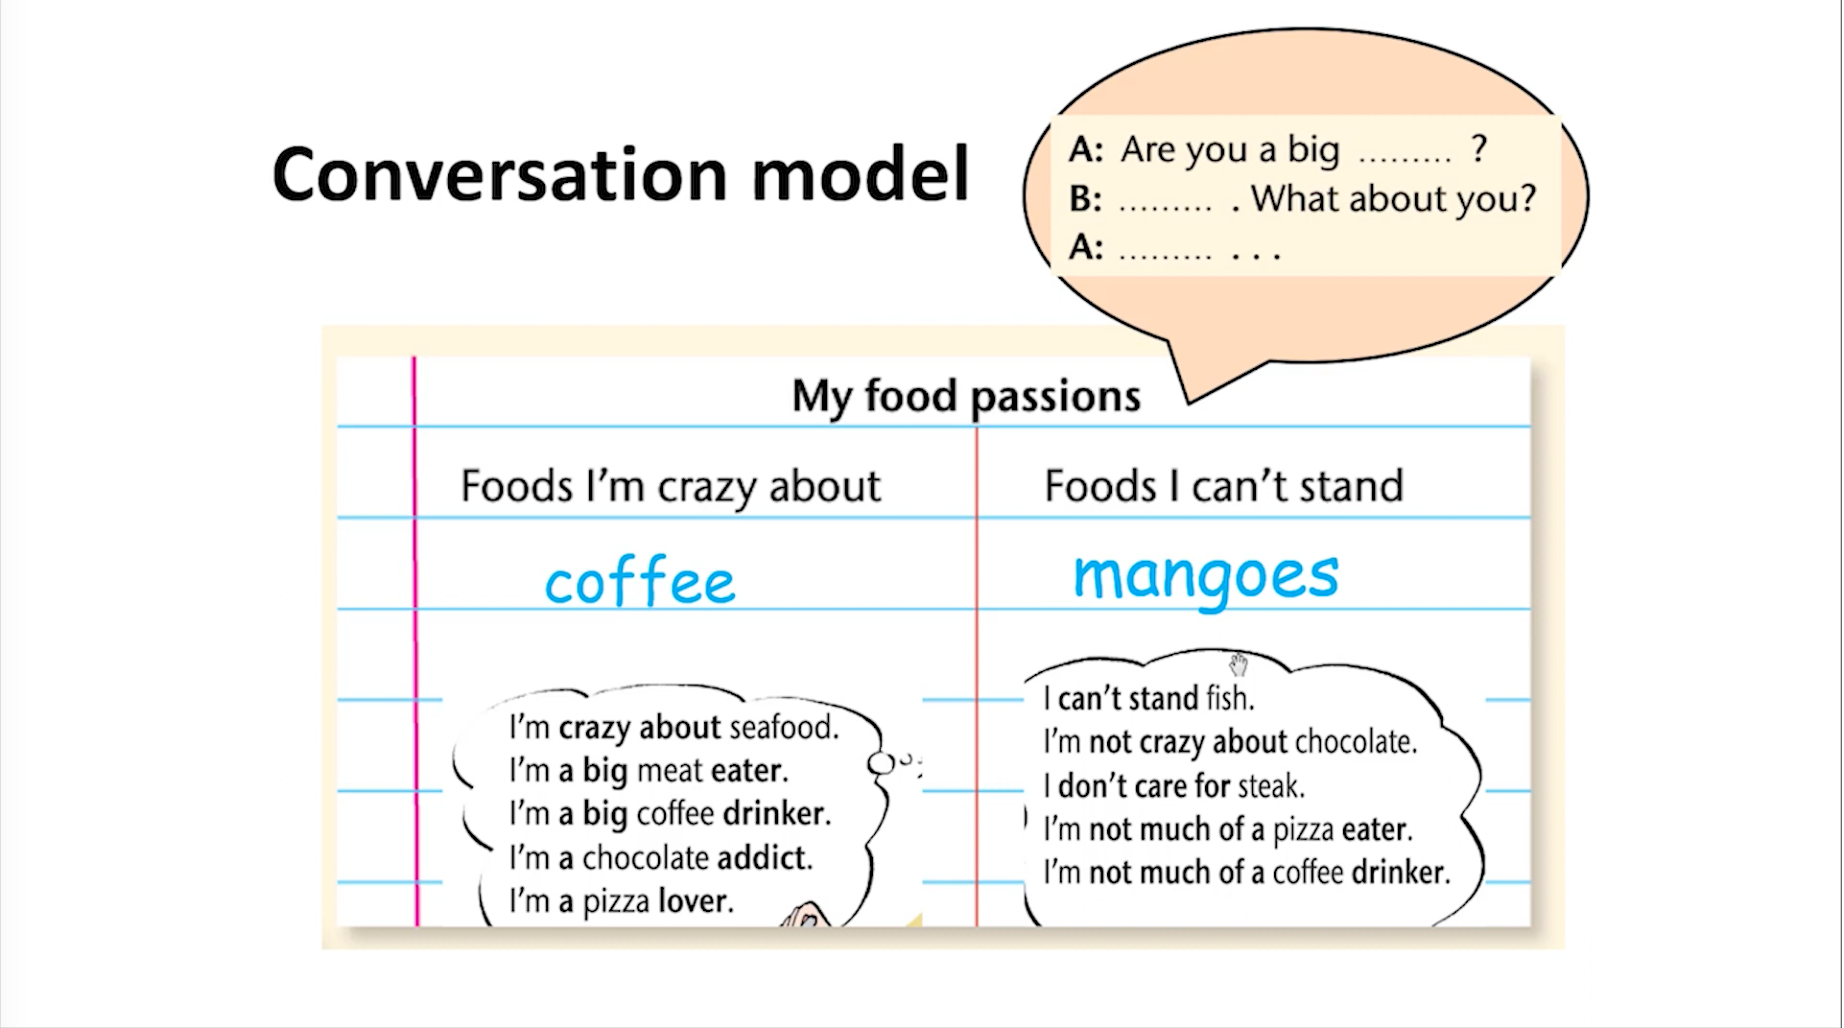 Conversation model
A: Are you a big ......... ?
B: ......... . What about you?
A: ......... . . .
My food passions
Foods I'm crazy about
Foods I can't stand
coffee
mangoes
I'm crazy about seafood.
I'm a big meat eater.
I'm a big coffee drinker.
I'm a chocolate addict.
I'm a pizza lover.
I can't stand fish.
I'm not crazy about chocolate.
I don't care for steak.
I'm not much of a pizza eater.
I'm not much of a coffee drinker.